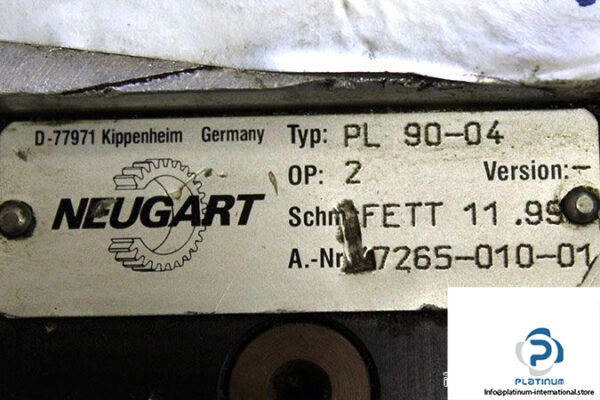 D-77971 Kippenheim Germany
Typ: PL 90-04
OP: 2 Version: -
NEUGART
Schm FETT 11.99
A.-Nr 7265-010-01
PLATINUM
info@platinum-international.store